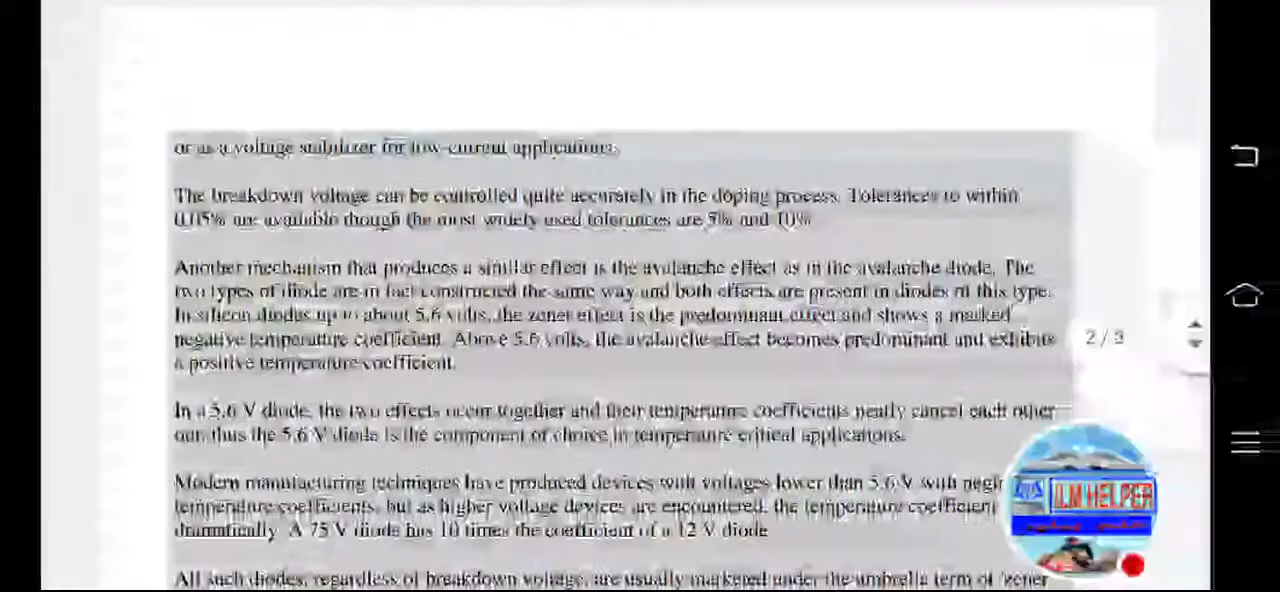 or as a voltage stabilizer for low-current applications.
The breakdown voltage can be controlled quite accurately in the doping process. Tolerances to within
0.05% are available though the most widely used tolerances are 5% and 10%
Another mechanism that produces a similar effect is the avalanche effect as in the avalanche diode. The
two types of diode are in fact constructed the same way and both effects are present in diodes of this type.
In silicon diodes up to about 5.6 volts, the zener effect is the predominant effect and shows a marked
negative temperature coefficient. Above 5.6 volts, the avalanche effect becomes predominant and exhibits
a positive temperature coefficient.
2 / 3
In a 5.6 V diode, the two effects occur together and their temperature coefficients neatly cancel each other
out, thus the 5.6 V diode is the component of choice in temperature critical applications.
Modern manufacturing techniques have produced devices with voltages lower than 5.6 V with negli
temperature coefficients, but as higher voltage devices are encountered, the temperature coefficient
dramatically. A 75 V diode has 10 times the coefficient of a 12 V diode
ILM HELPER
All such diodes, regardless of breakdown voltage, are usually marketed under the umbrella term of 'zener